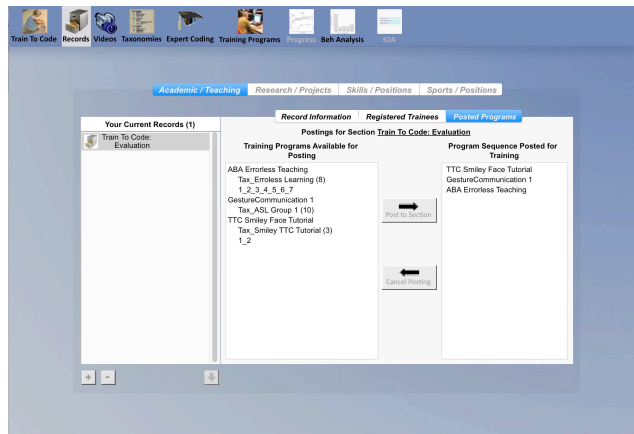 Train To Code Records Videos Taxonomies Expert Coding Training Programs Progress Beh Analysis IOA
Academic / Teaching Research / Projects Skills / Positions Sports / Positions
Record Information Registered Trainees Posted Programs
Your Current Records (1)
Train To Code:
Evaluation
Postings for Section Train To Code: Evaluation
Training Programs Available for
Posting
ABA Errorless Teaching
Tax_Erroless Learning (8)
1_2_3_4_5_6_7
GestureCommunication 1
Tax_ASL Group 1 (10)
TTC Smiley Face Tutorial
Tax_Smiley TTC Tutorial (3)
1_2
Post to Section
Cancel Posting
Program Sequence Posted for
Training
TTC Smiley Face Tutorial
GestureCommunication 1
ABA Errorless Teaching
+ -